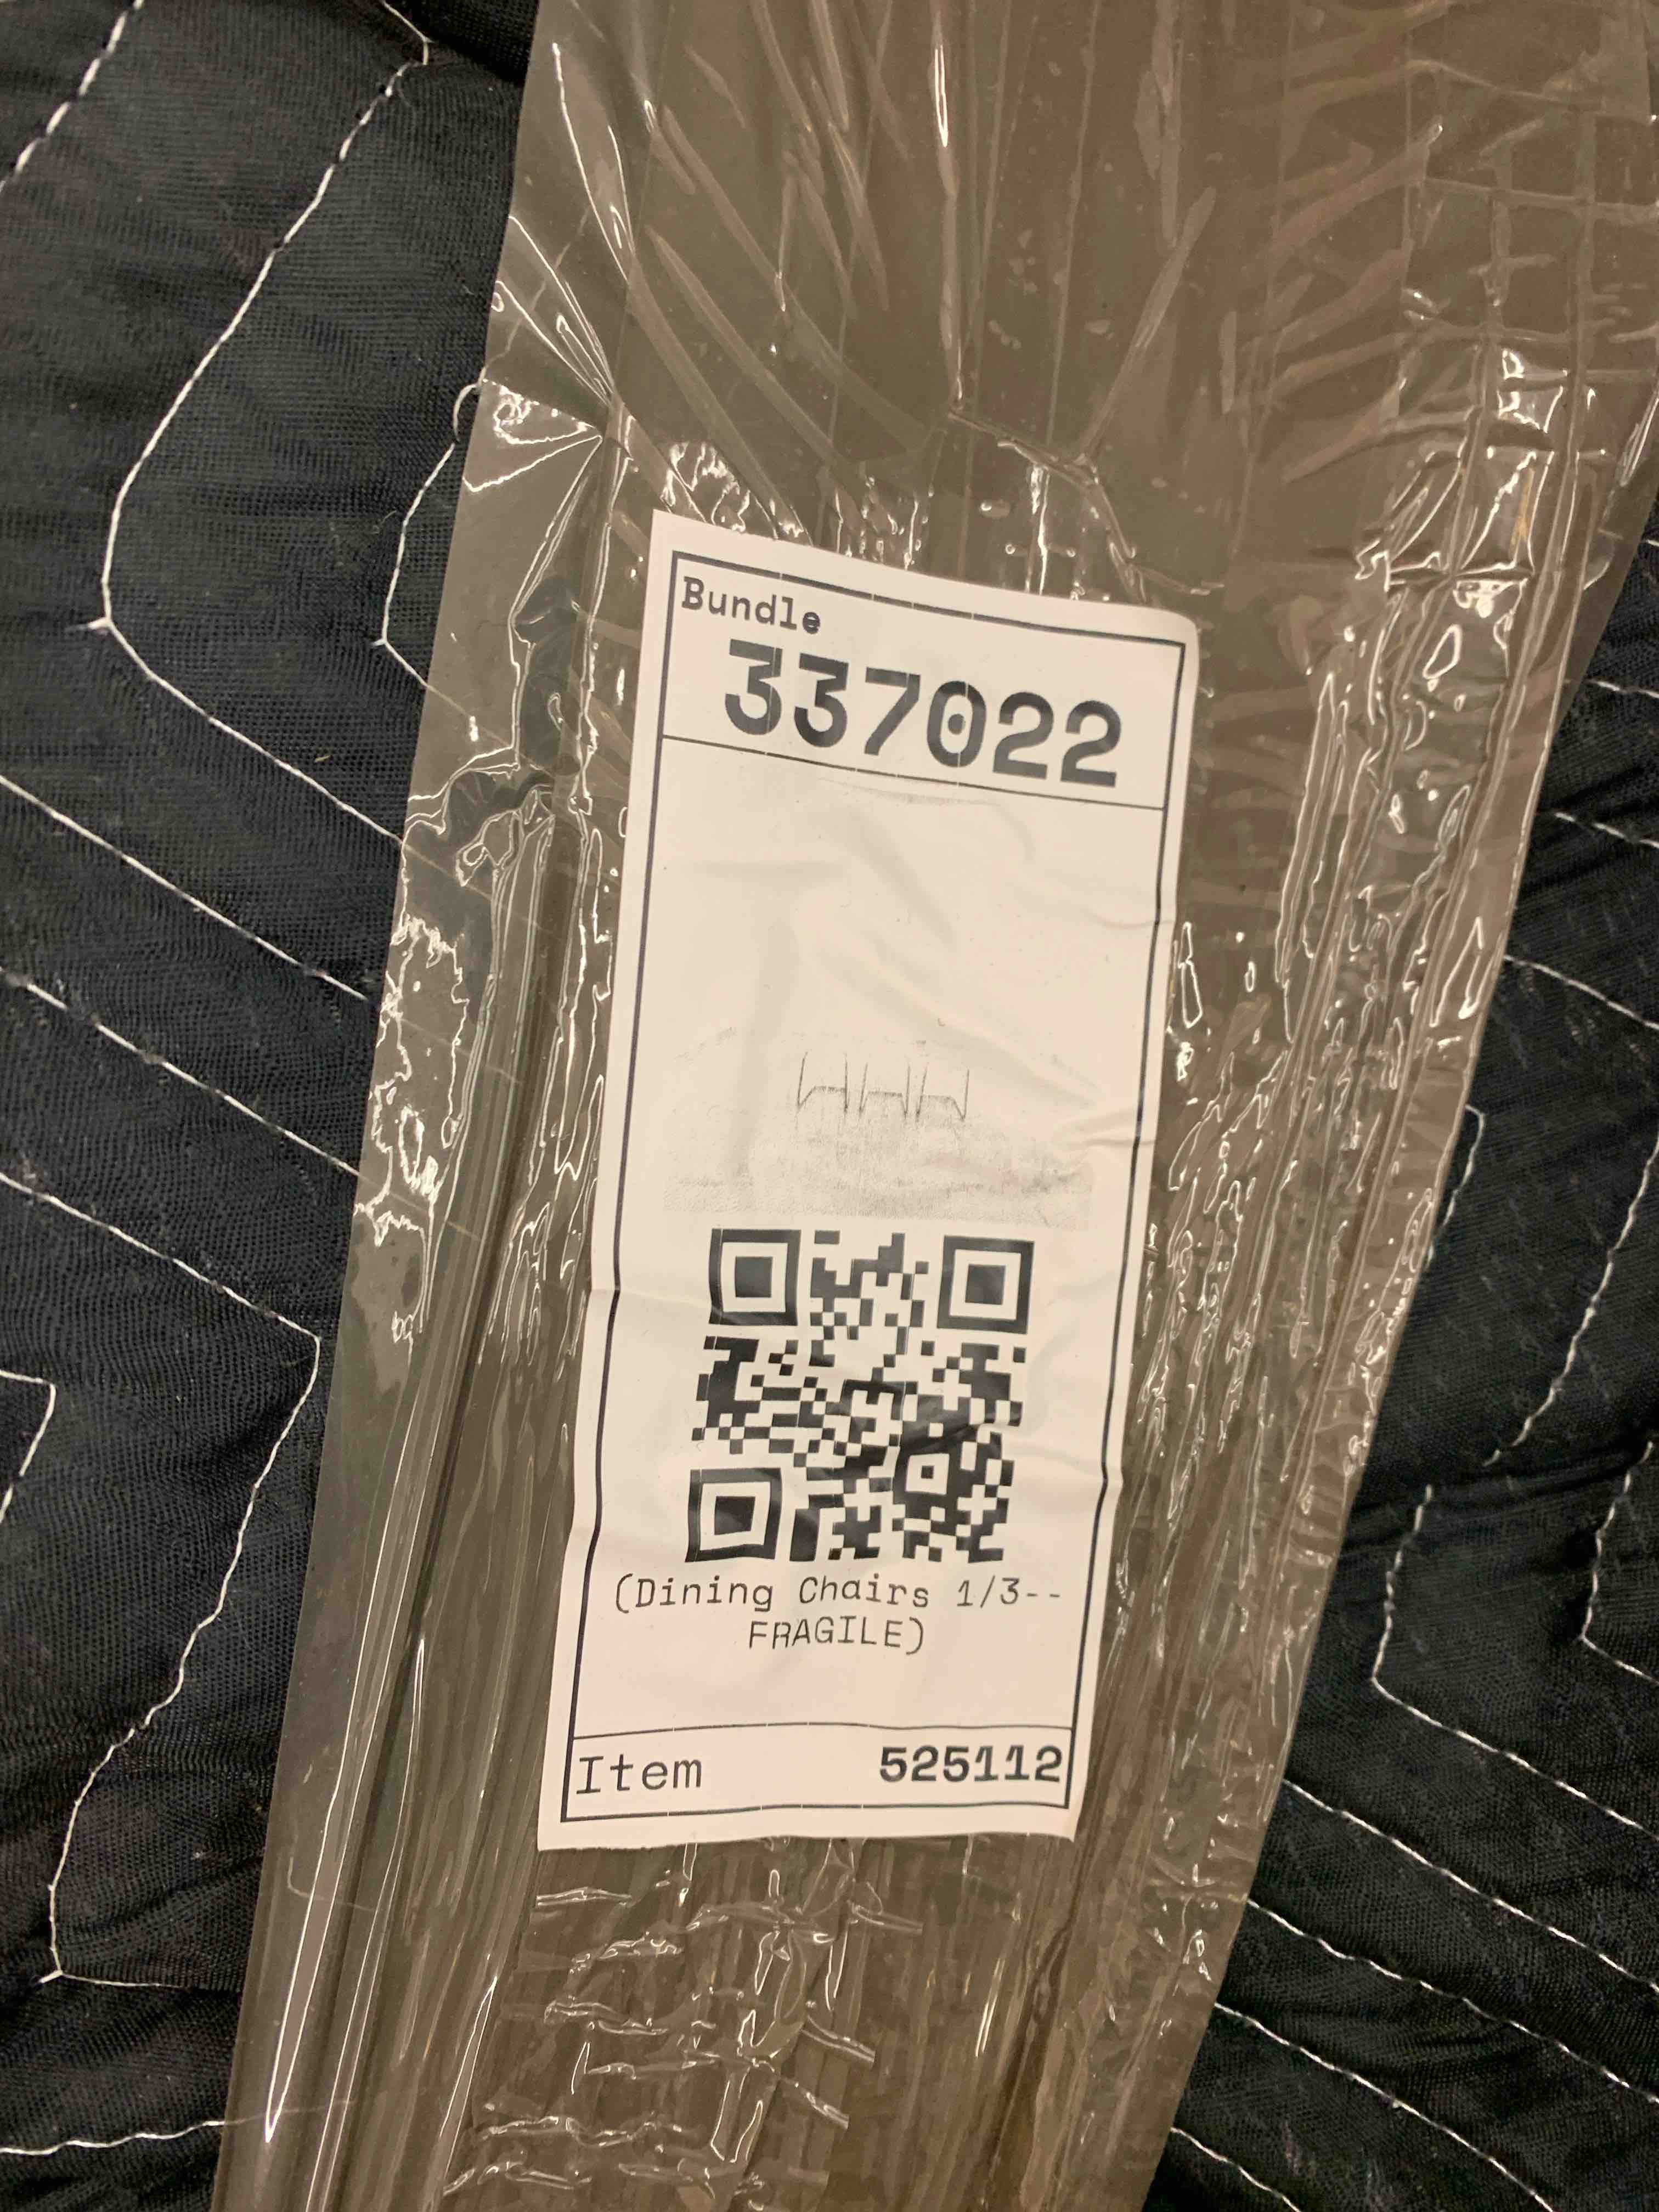 Bundle
337022
(Dining Chairs 1/3--
FRAGILE)
Item 525112